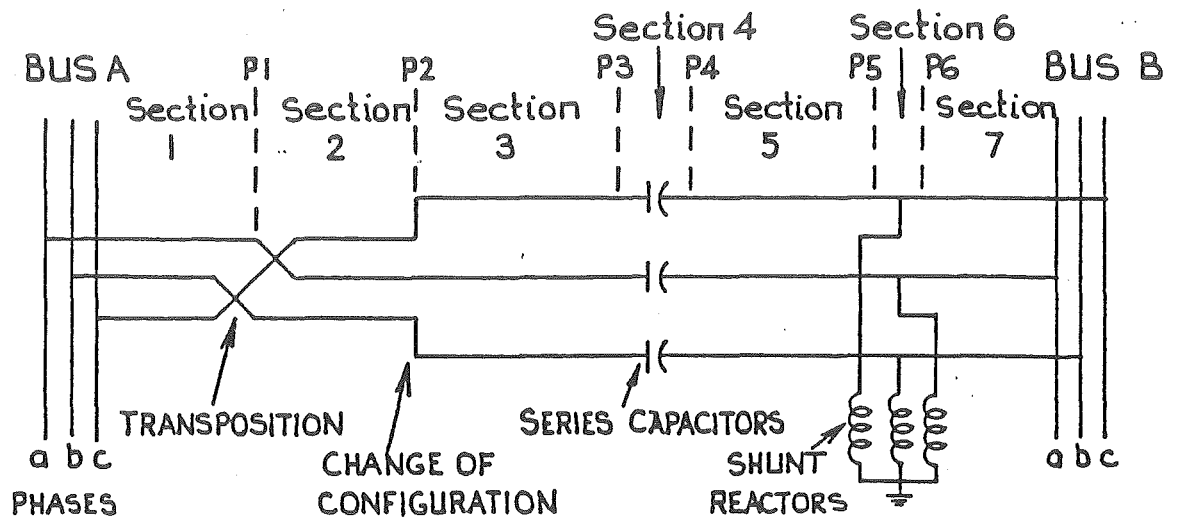 Section 4
Section 6
BUS A
P1
P2
P3
P4
P5
P6
BUS B
Section
1
Section
2
Section
3
Section
5
Section
7
TRANSPOSITION
SERIES CAPACITORS
a b c
PHASES
CHANGE OF
CONFIGURATION
SHUNT
REACTORS
a b c